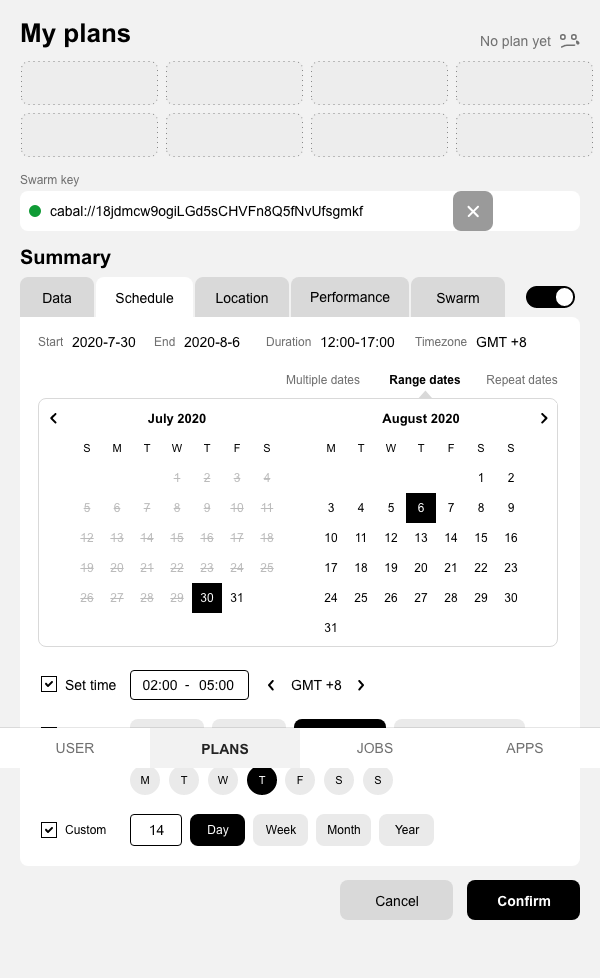 My plans
No plan yet
Swarm key
cabal://18jdmcw9ogiLGd5sCHVFn8Q5fNvUfsgmkf
Summary
Data Schedule Location Performance Swarm
Start 2020-7-30 End 2020-8-6 Duration 12:00-17:00 Timezone GMT +8
Multiple dates Range dates Repeat dates
July 2020 August 2020
S M T W T F S M T W T F S S
1 2 3 4 1 2
5 6 7 8 9 10 11 3 4 5 6 7 8 9
12 13 14 15 16 17 18 10 11 12 13 14 15 16
19 20 21 22 23 24 25 17 18 19 20 21 22 23
26 27 28 29 30 31 24 25 26 27 28 29 30
31
Set time 02:00 - 05:00 GMT +8
USER PLANS JOBS APPS
M T W T F S S
Custom 14 Day Week Month Year
Cancel Confirm